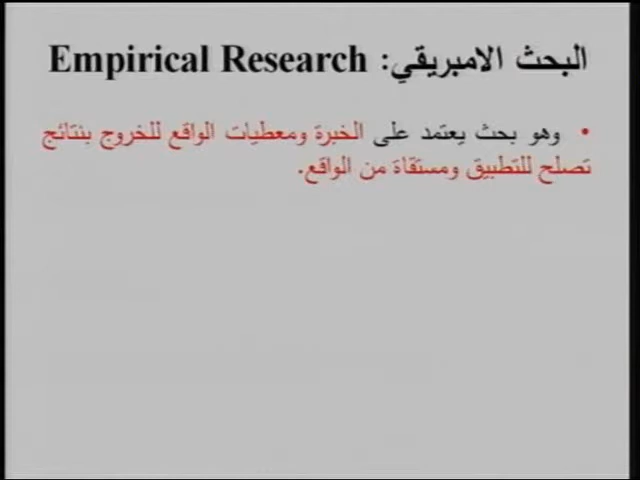 البحث الامبريقي: Empirical Research
• وهو بحث يعتمد على الخبرة ومعطيات الواقع للخروج بنتائج
تصلح للتطبيق ومستقاة من الواقع.